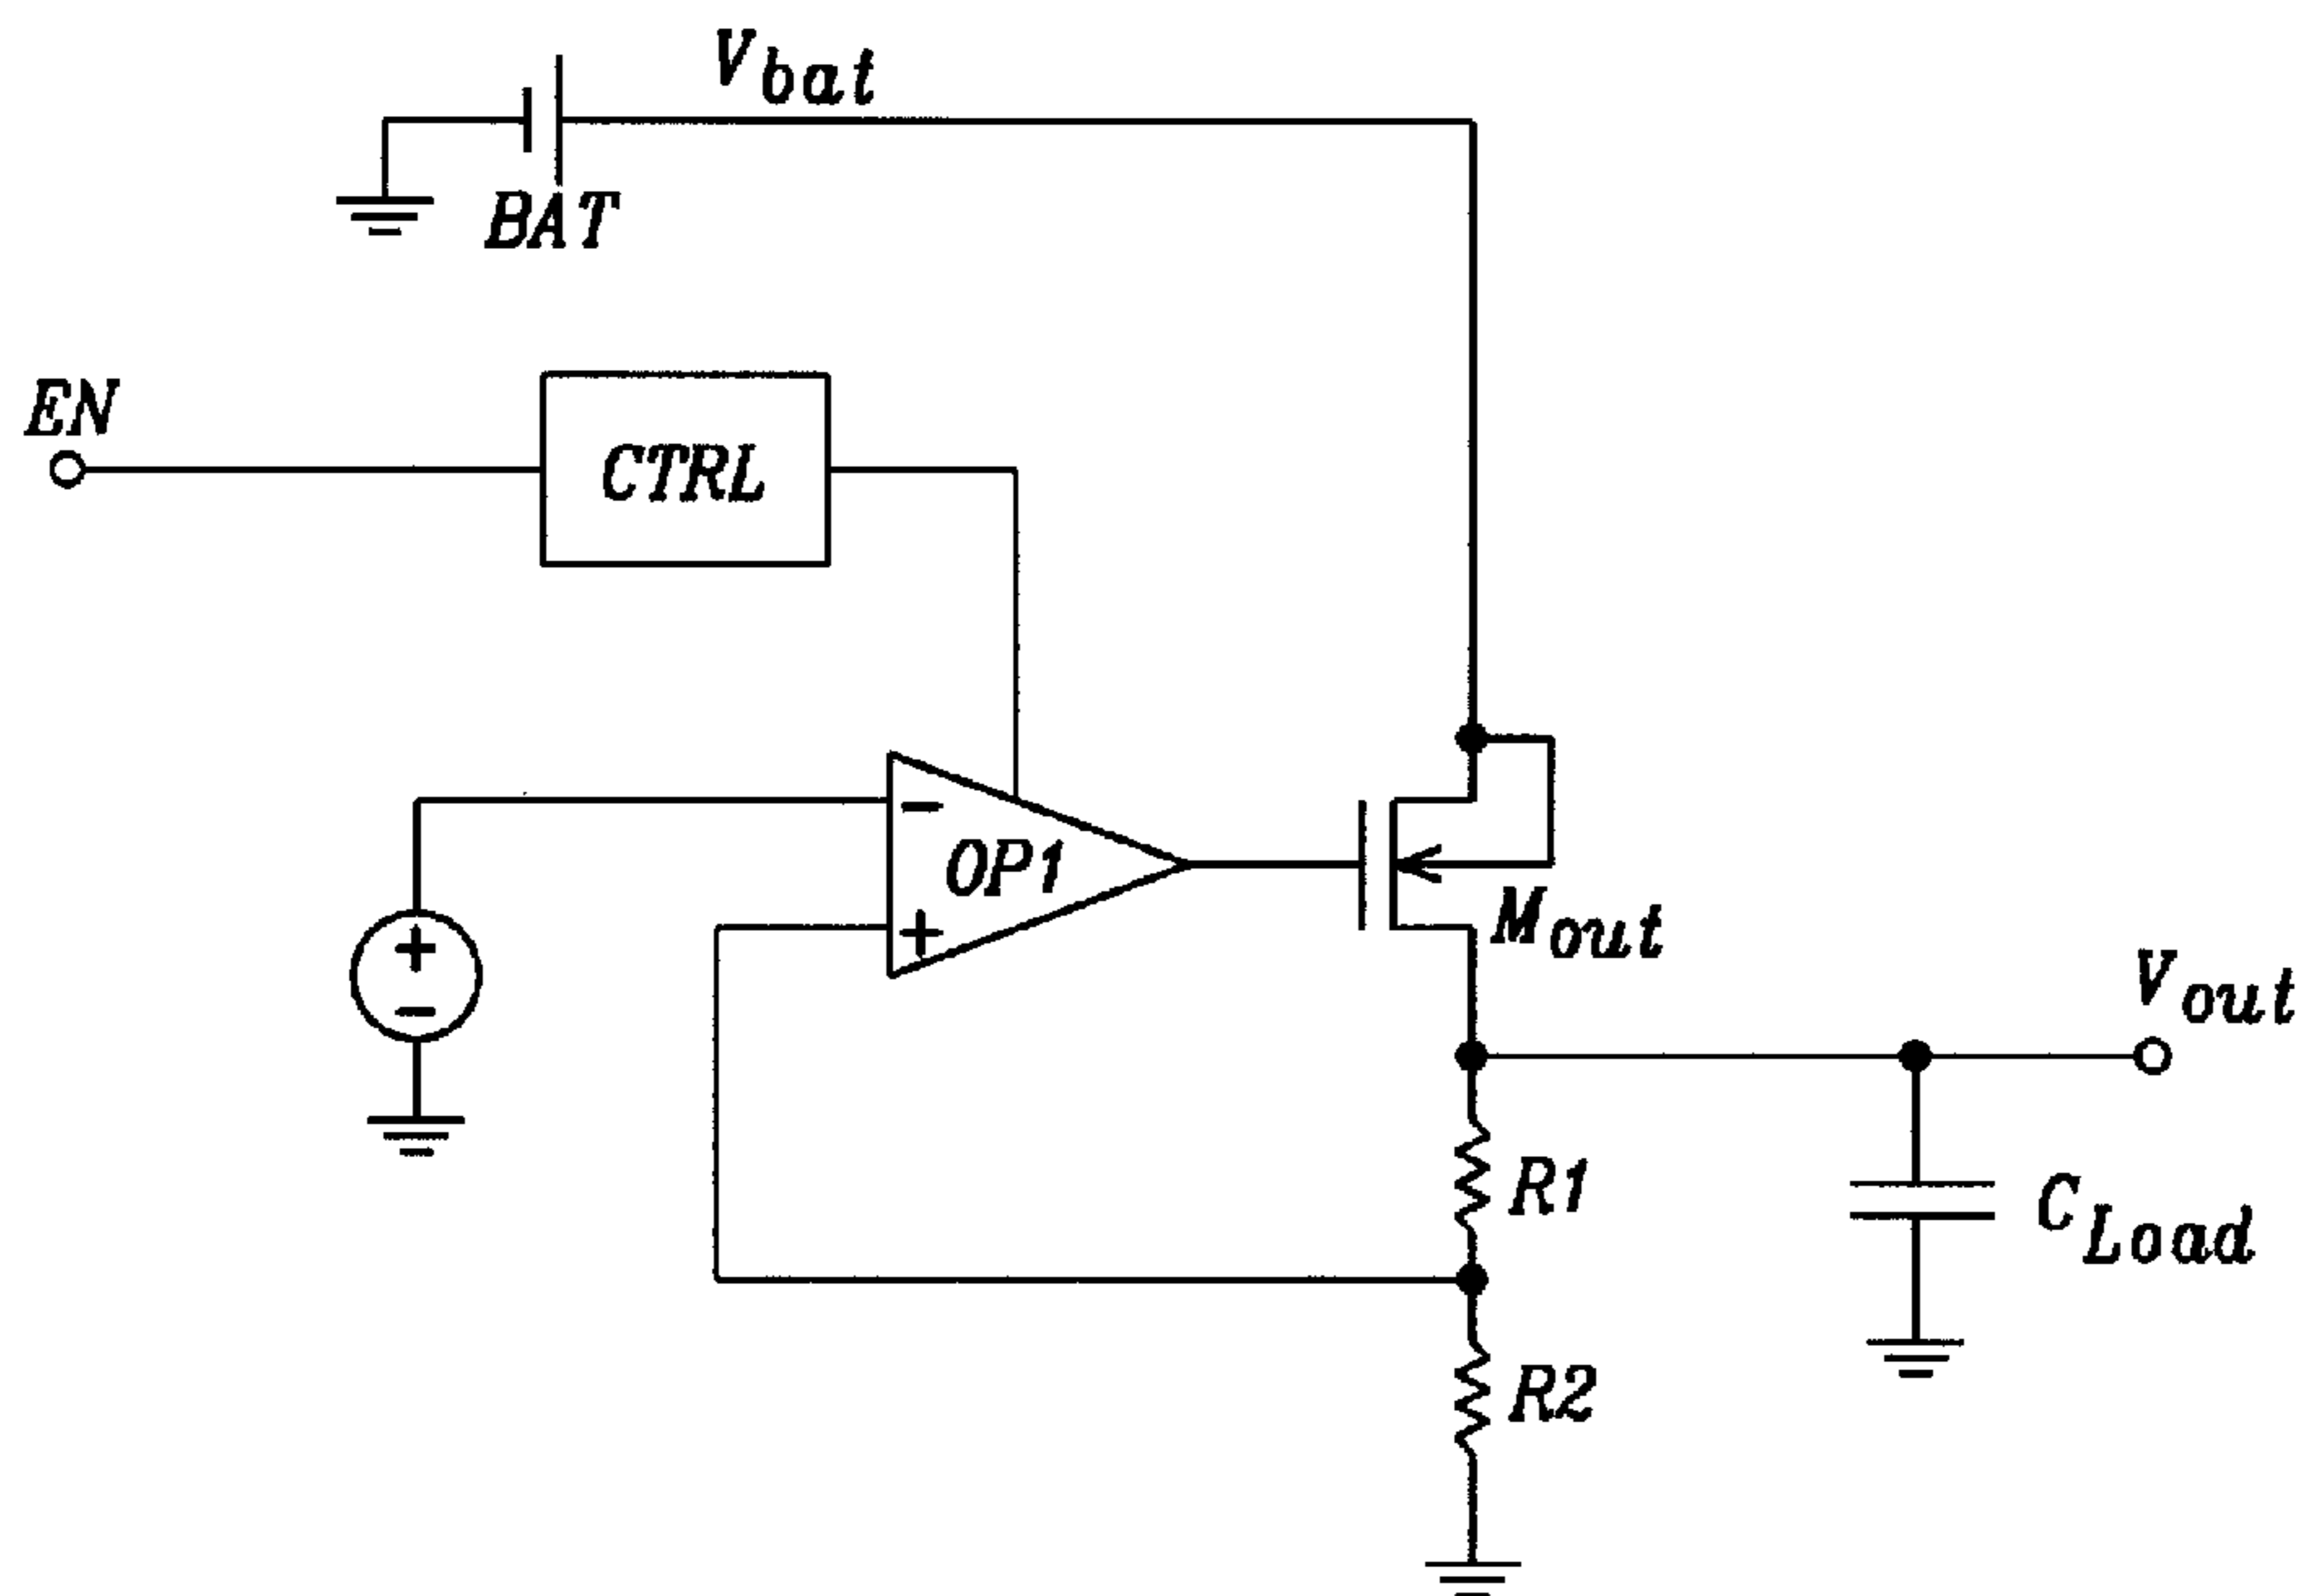 Vbat
BAT
EN
CTRL
−
OP1
+
Mout
+
−
Vout
R1
CLoad
R2